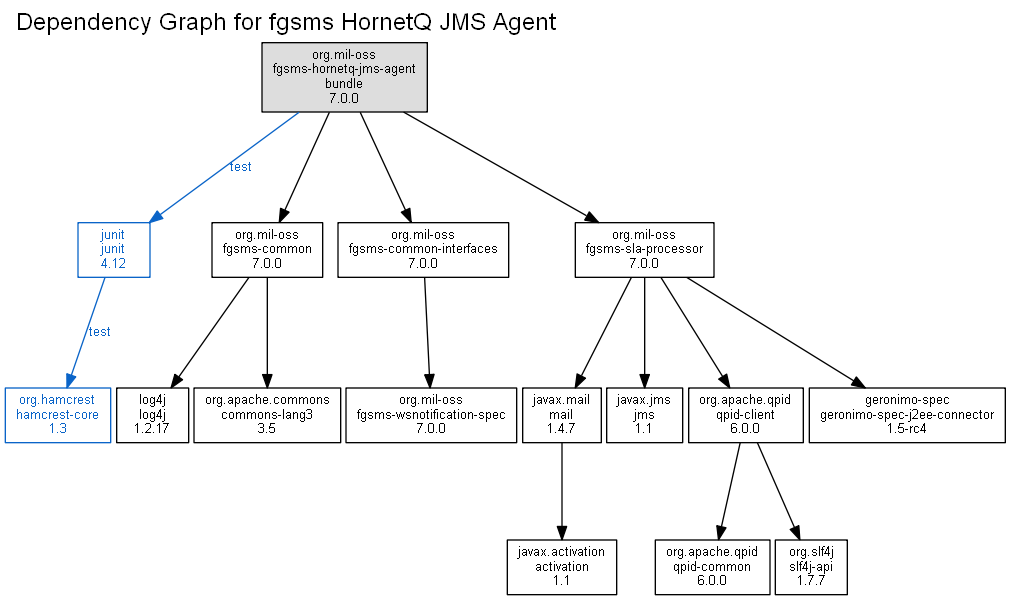 Dependency Graph for fgsms HornetQ JMS Agent
org.mil-oss
fgsms-hornetq-jms-agent
bundle
7.0.0
test
junit
junit
4.12
org.mil-oss
fgsms-common
7.0.0
org.mil-oss
fgsms-common-interfaces
7.0.0
org.mil-oss
fgsms-sla-processor
7.0.0
test
org.hamcrest
hamcrest-core
1.3
log4j
log4j
1.2.17
org.apache.commons
commons-lang3
3.5
org.mil-oss
fgsms-wsnotification-spec
7.0.0
javax.mail
mail
1.4.7
javax.jms
jms
1.1
org.apache.qpid
qpid-client
6.0.0
geronimo-spec
geronimo-spec-j2ee-connector
1.5-rc4
javax.activation
activation
1.1
org.apache.qpid
qpid-common
6.0.0
org.slf4j
slf4j-api
1.7.7